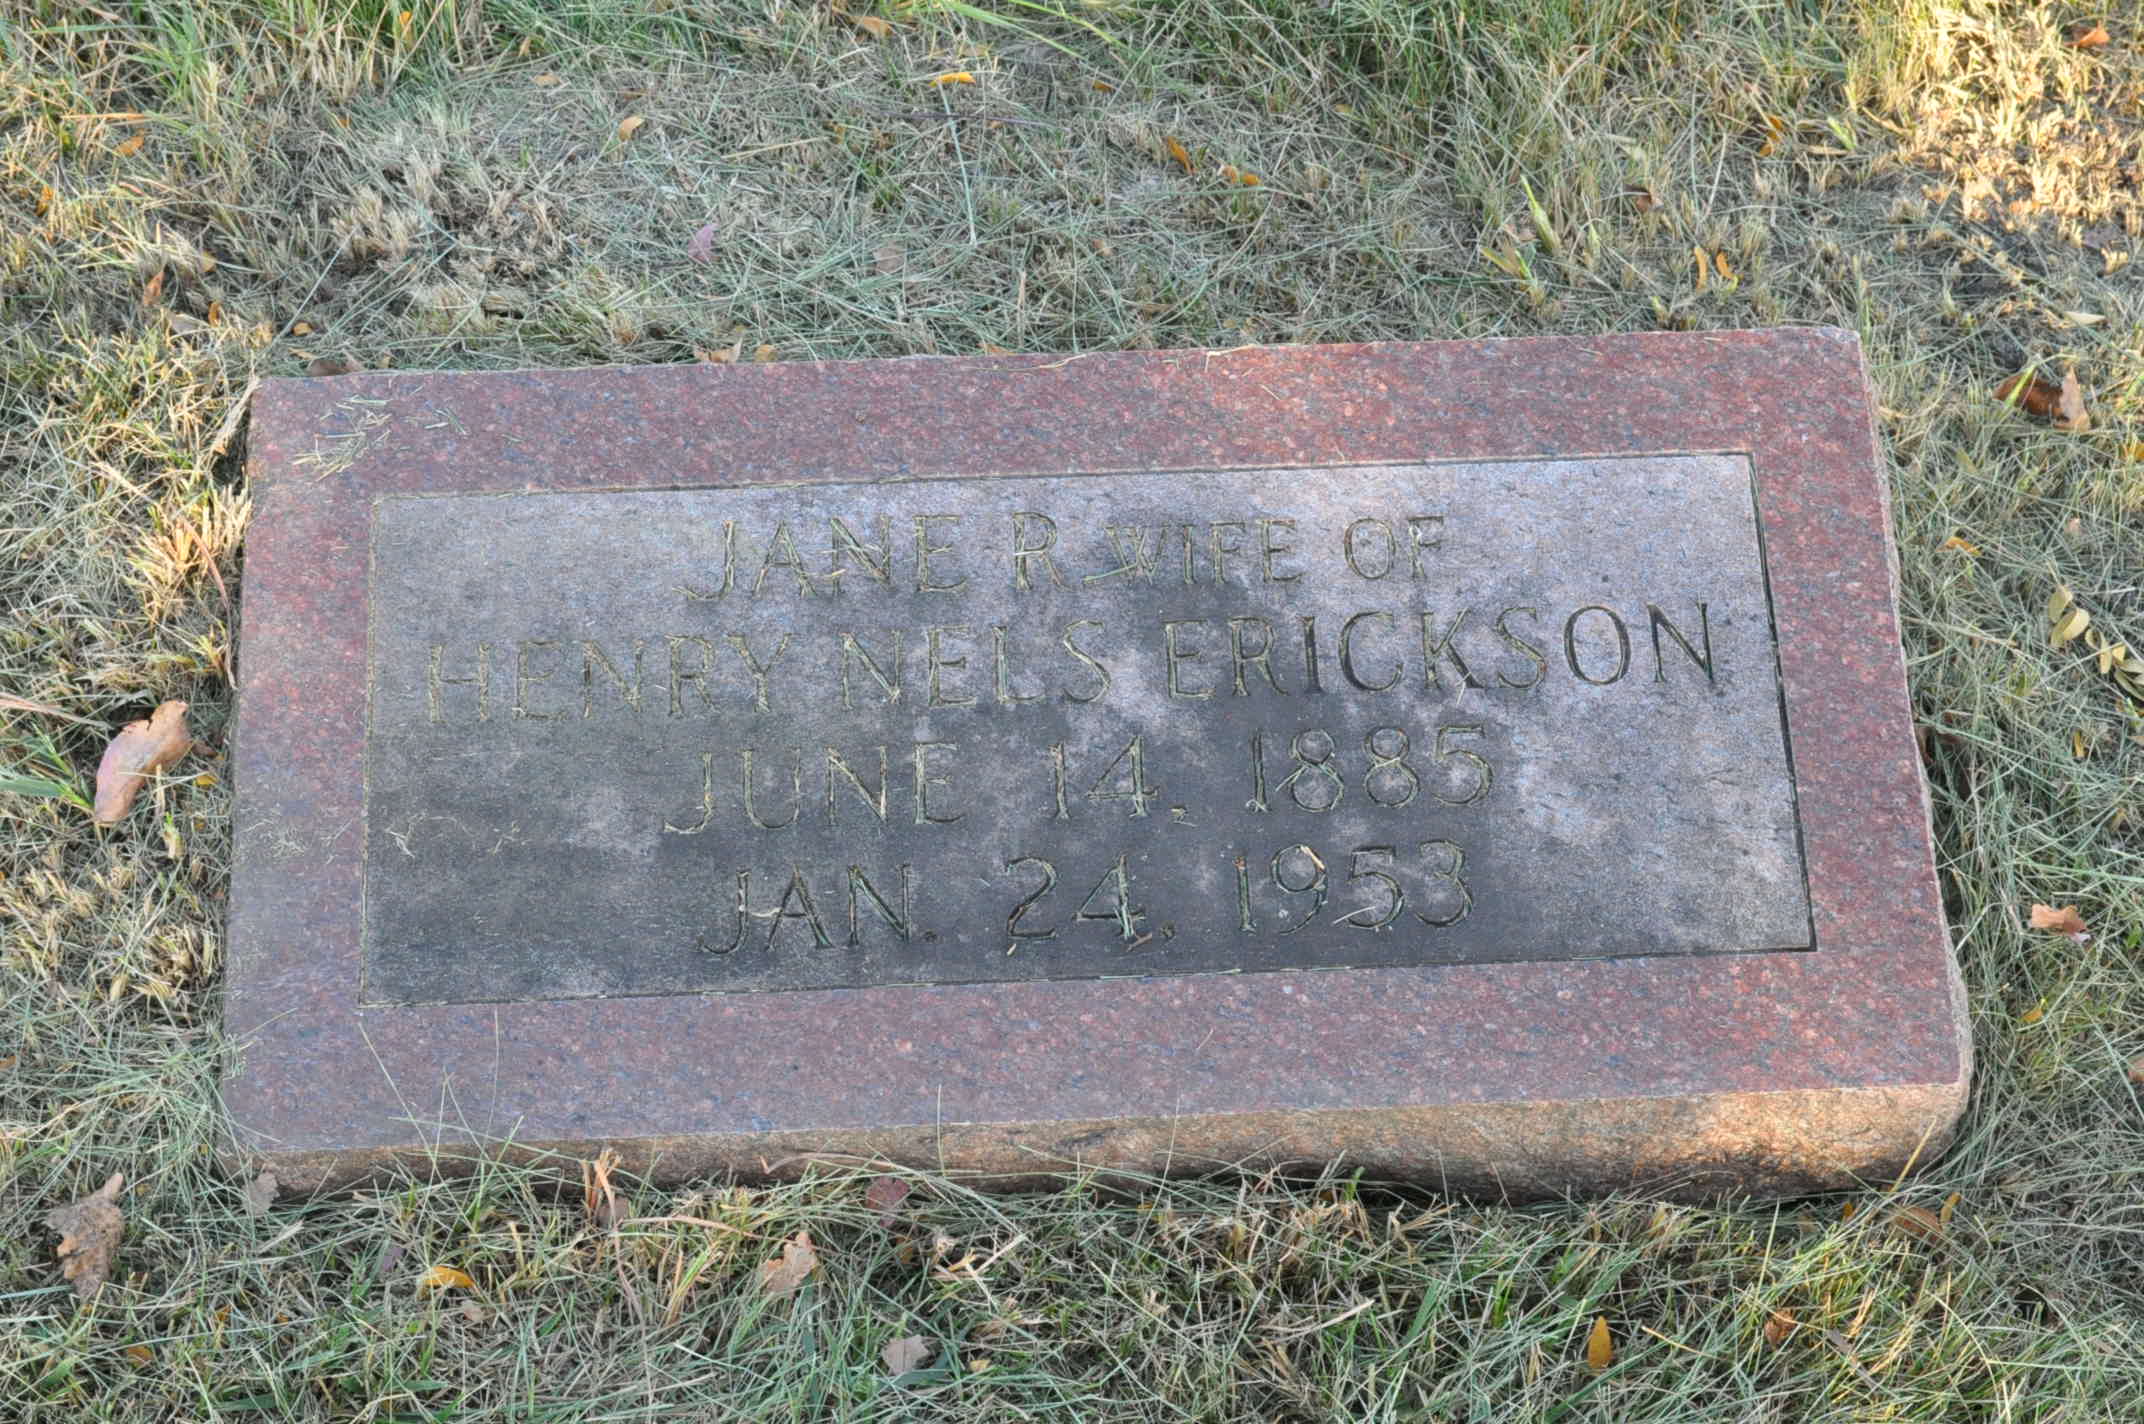 JANE R. WIFE OF
HENRY NELS ERICKSON
JUNE 14, 1885
JAN. 24, 1953